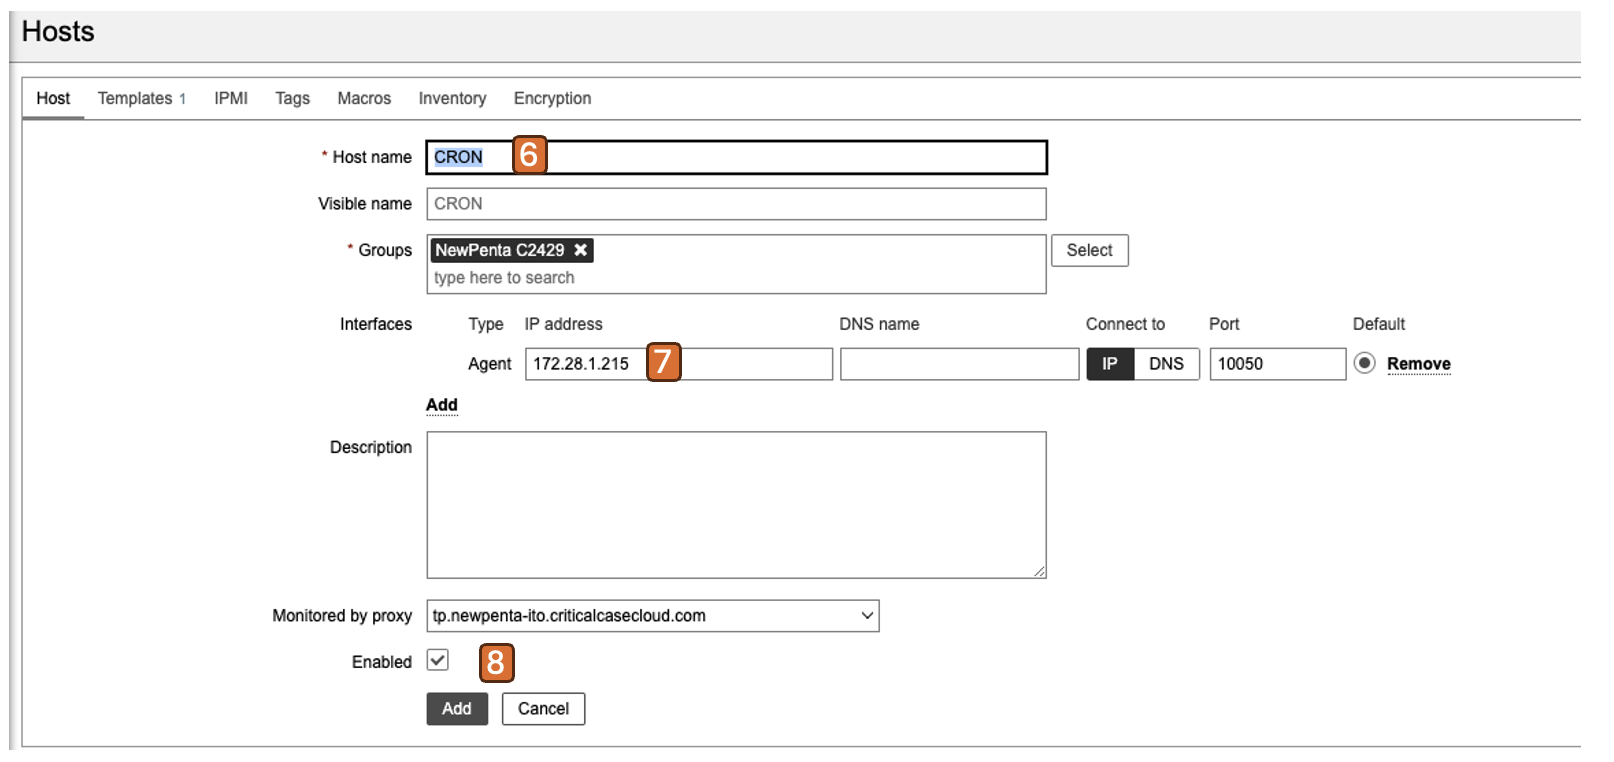 Hosts
Host Templates 1 IPMI Tags Macros Inventory Encryption
* Host name CRON 6
Visible name CRON
* Groups NewPenta C2429 ✖ Select
type here to search
Interfaces Type IP address DNS name Connect to Port Default
Agent 172.28.1.215 7 IP DNS 10050 Remove
Add
Description
Monitored by proxy tp.newpenta-ito.criticalcasecloud.com
Enabled 8
Add Cancel